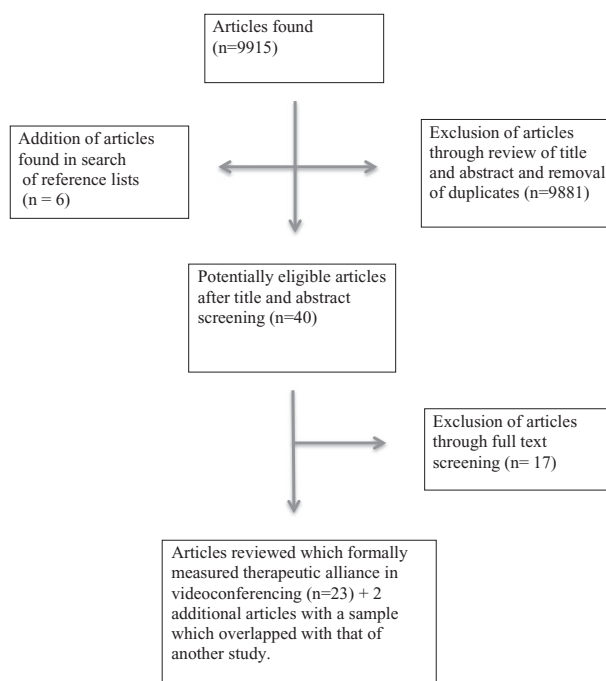 Articles found
(n=9915)
Addition of articles
found in search
of reference lists
(n = 6)
Exclusion of articles
through review of title
and abstract and removal
of duplicates (n=9881)
Potentially eligible articles
after title and abstract
screening (n=40)
Exclusion of articles
through full text
screening (n= 17)
Articles reviewed which formally
measured therapeutic alliance in
videoconferencing (n=23) + 2
additional articles with a sample
which overlapped with that of
another study.